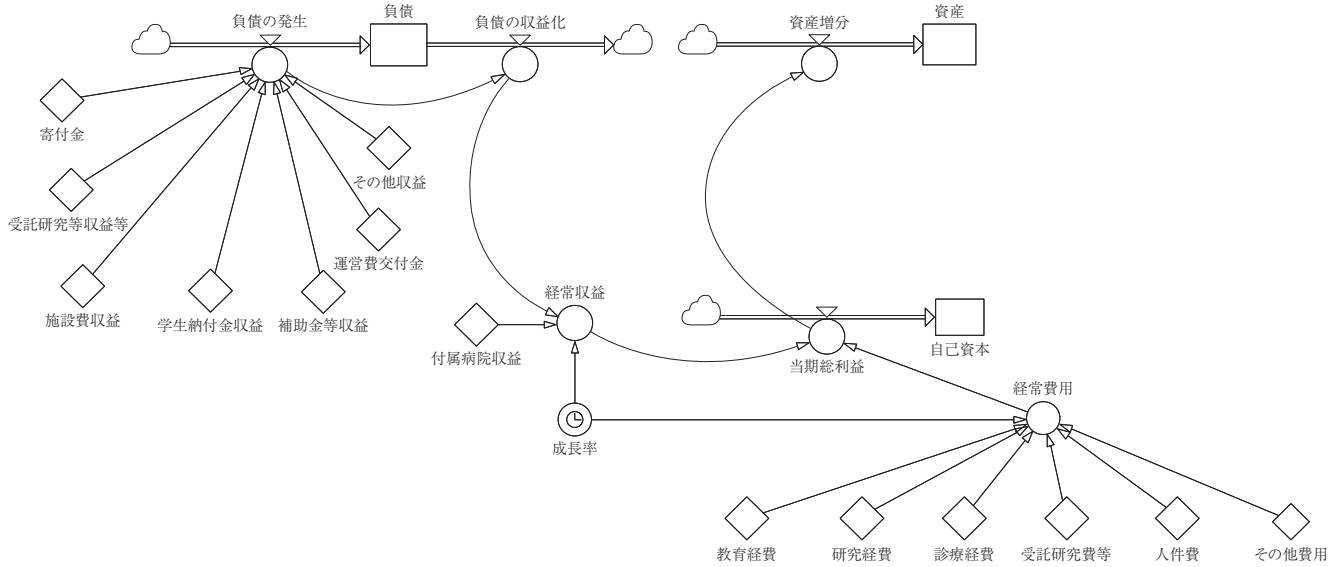 負債の発生
負債
負債の収益化
資産増分
資産
寄付金
その他収益
受託研究等収益等
運営費交付金
施設費収益
学生納付金収益
補助金等収益
経常収益
付属病院収益
自己資本
当期総利益
経常費用
成長率
教育経費
研究経費
診療経費
受託研究費等
人件費
その他費用